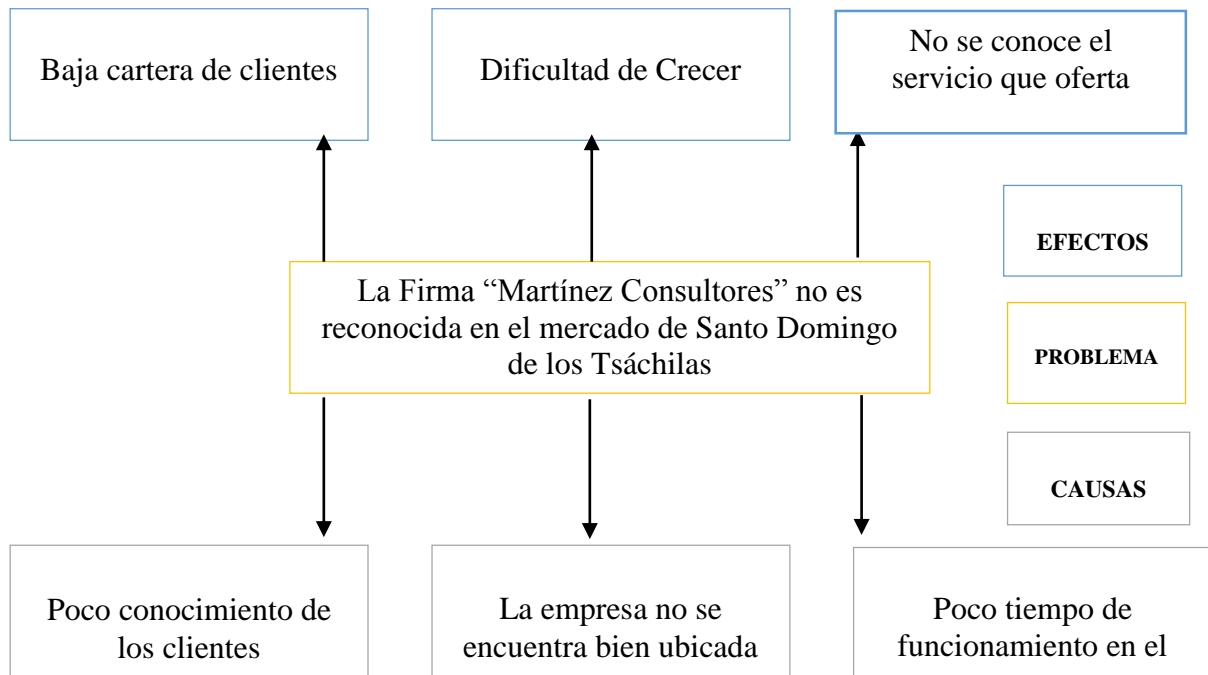 Baja cartera de clientes
Dificultad de Crecer
No se conoce el
servicio que oferta
EFECTOS
La Firma “Martínez Consultores” no es
reconocida en el mercado de Santo Domingo
de los Tsáchilas
PROBLEMA
CAUSAS
Poco conocimiento de
los clientes
La empresa no se
encuentra bien ubicada
Poco tiempo de
funcionamiento en el